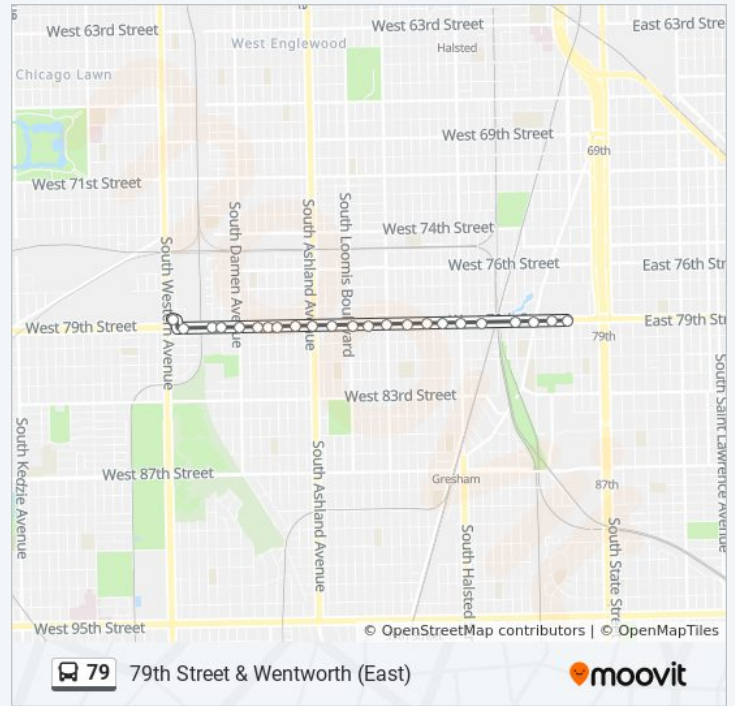 West 63rd Street
West 63rd Street
East 63rd Stre
West Englewood
Halsted
Chicago Lawn
West 69th Street
69th
West 71st Street
South Damen Avenue
South Ashland Avenue
South Loomis Boulevard
West 74th Street
South Western Avenue
West 76th Street
East 76th Str
West 79th Street
East 79th Str
79th
West 83rd Street
South Saint Lawrence Avenue
South Kedzie Avenue
West 87th Street
South Ashland Avenue
Gresham
87th
South Halsted
South State Stre
West 95th Street
© OpenStreetMap contributors | © OpenMapTiles
79 79th Street & Wentworth (East) moovit